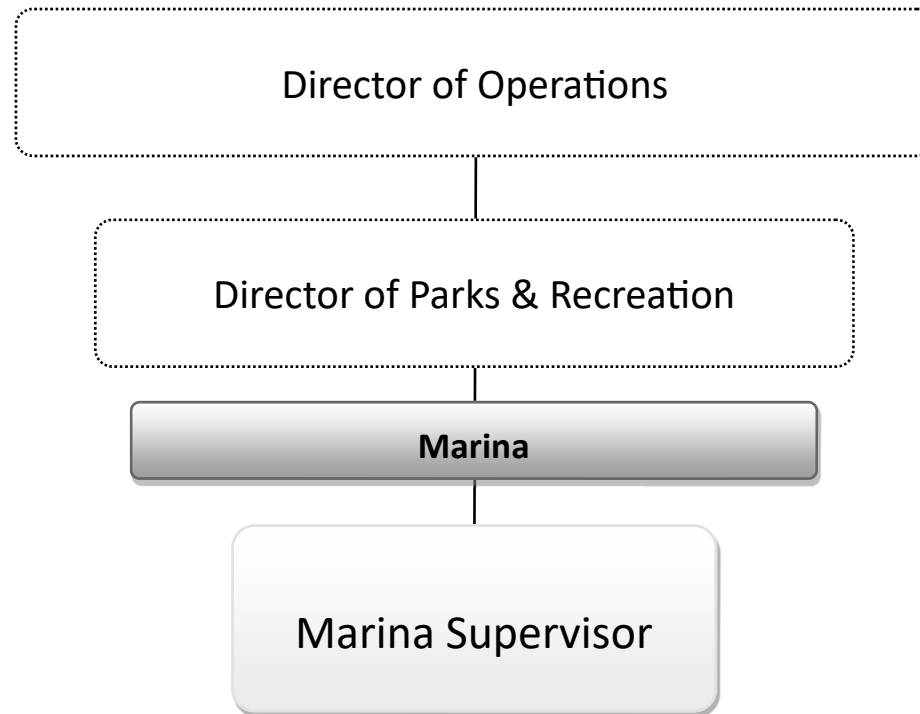 Director of Operations
Director of Parks & Recreation
Marina
Marina Supervisor